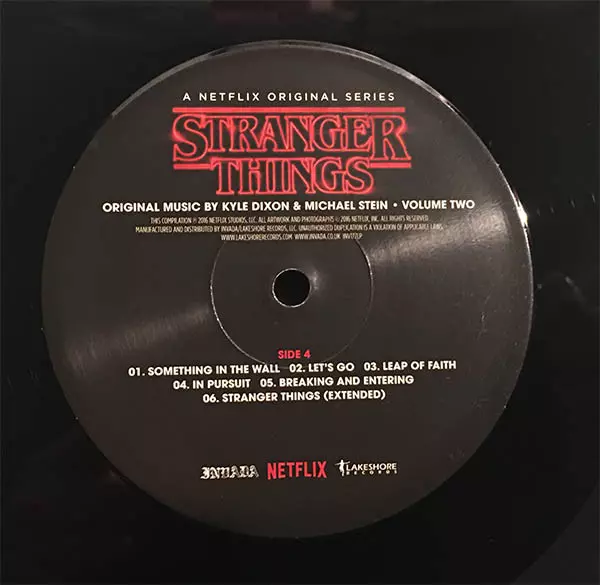 A NETFLIX ORIGINAL SERIES
STRANGER
THINGS
ORIGINAL MUSIC BY KYLE DIXON & MICHAEL STEIN • VOLUME TWO
THIS COMPILATION ℗ 2016 NETFLIX STUDIOS, LLC. ALL ARTWORK AND PHOTOGRAPHS © 2016 NETFLIX, INC. ALL RIGHTS RESERVED.
MANUFACTURED AND DISTRIBUTED BY INVADA/LAKESHORE RECORDS, LLC. UNAUTHORIZED DUPLICATION IS A VIOLATION OF APPLICABLE LAWS.
WWW.LAKESHORERECORDS.COM WWW.INVADA.CO.UK INV177LP
SIDE 4
01. SOMETHING IN THE WALL 02. LET'S GO 03. LEAP OF FAITH
04. IN PURSUIT 05. BREAKING AND ENTERING
06. STRANGER THINGS (EXTENDED)
INVADA NETFLIX LAKESHORE
RECORDS